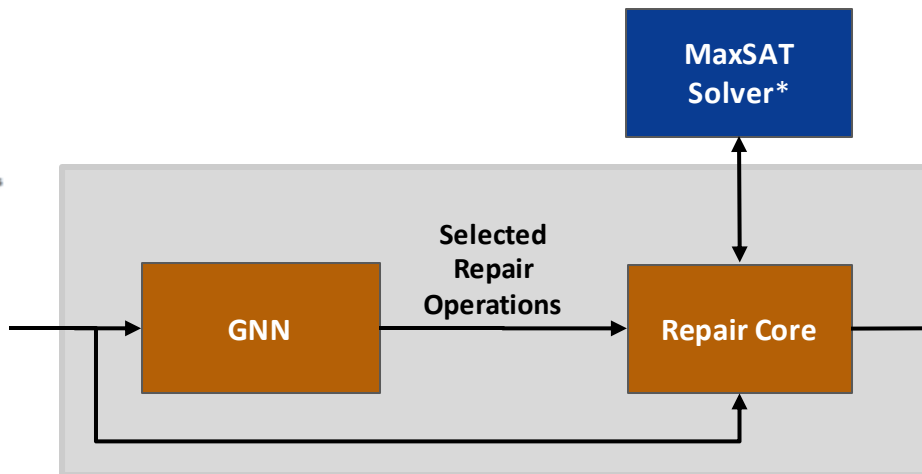 MaxSAT
Solver*
Selected
Repair
Operations
GNN
Repair Core